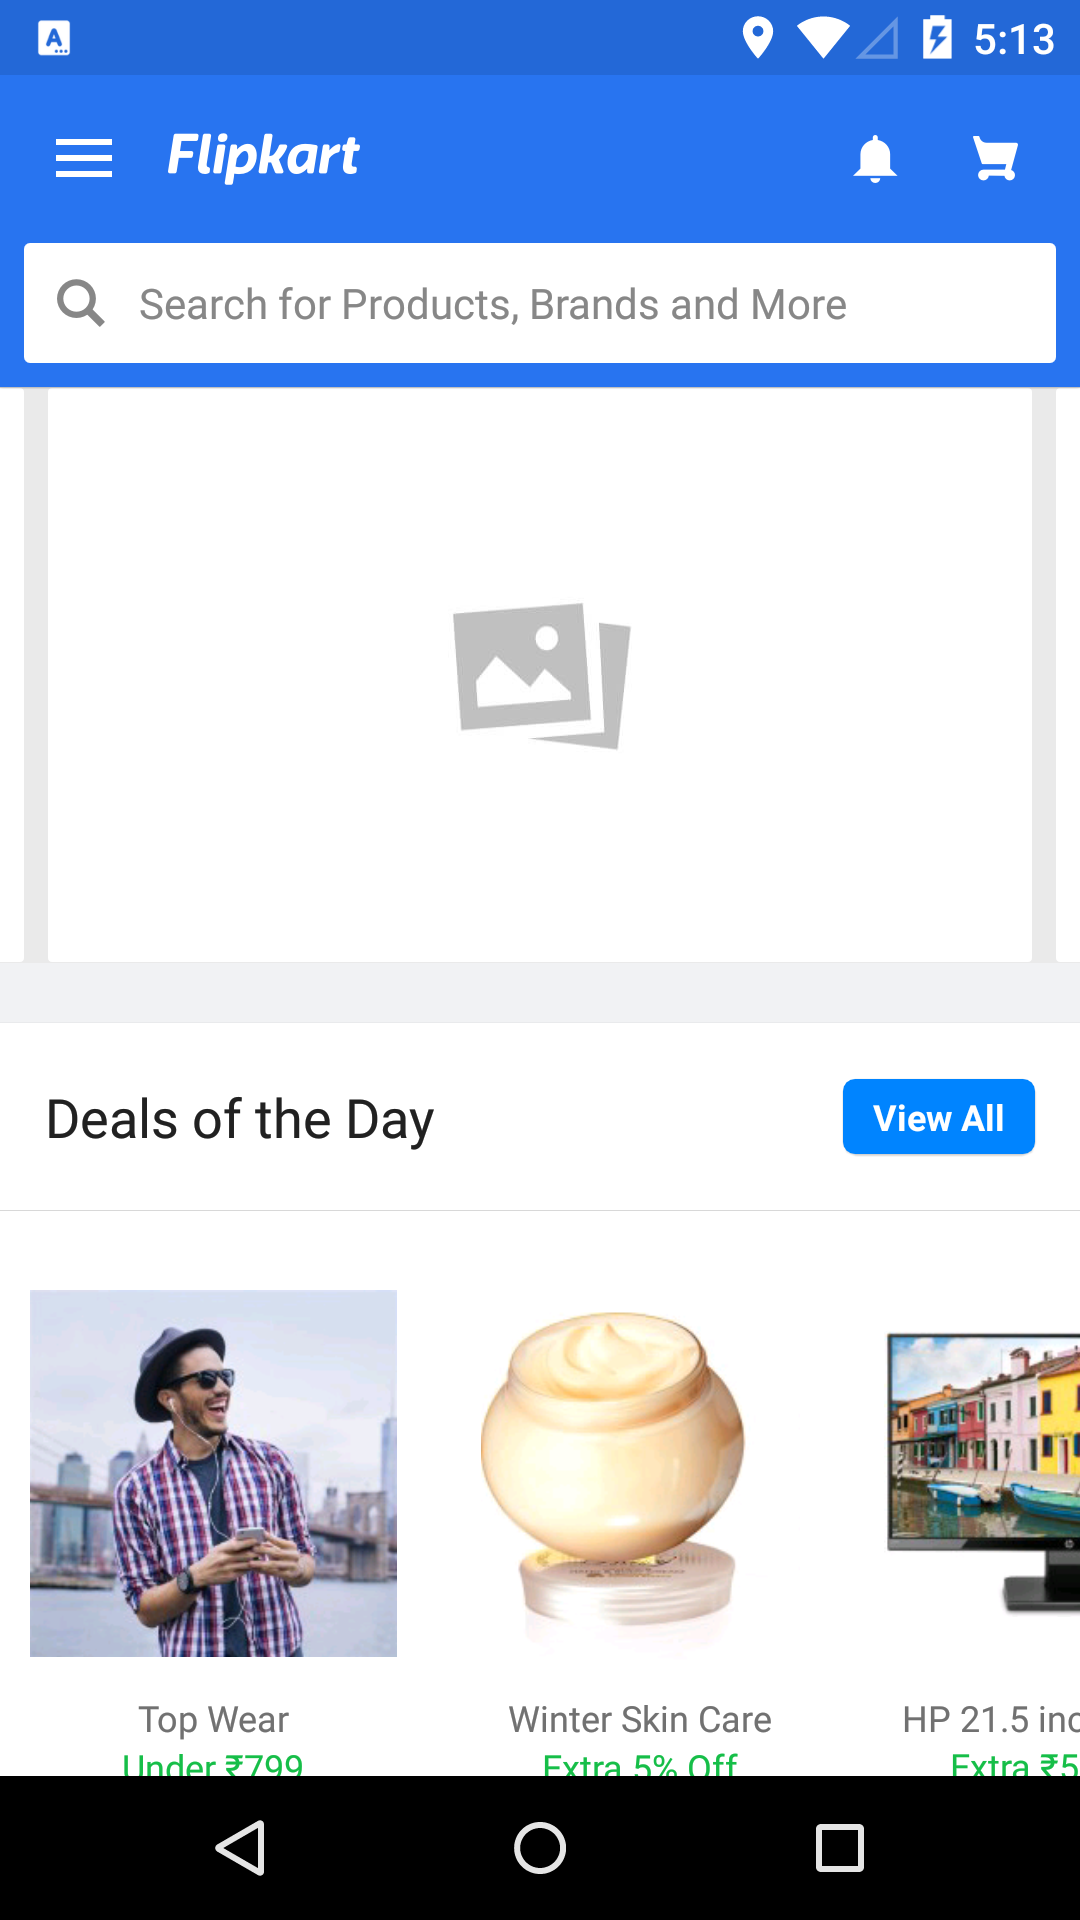 5:13
Flipkart
Search for Products, Brands and More
Deals of the Day
View All
Top Wear
Under ₹799
Winter Skin Care
Extra 5% Off
HP 21.5 inc
Extra ₹5